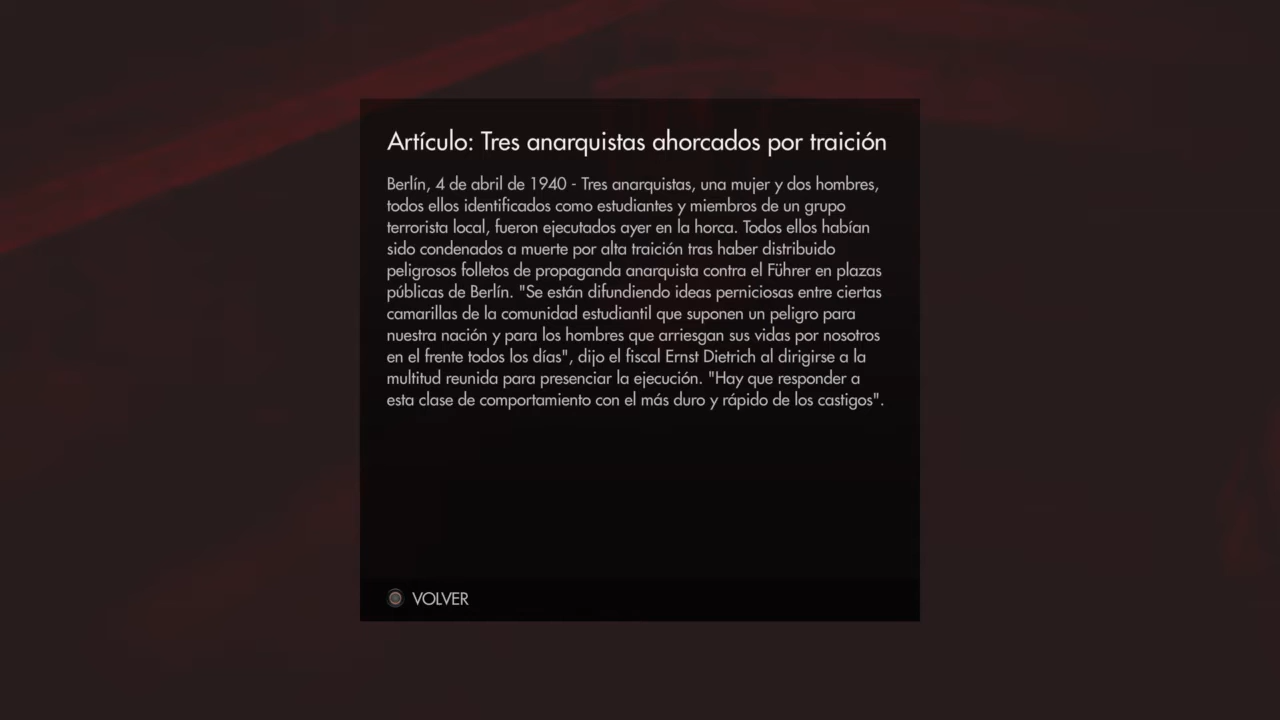 Artículo: Tres anarquistas ahorcados por traición
Berlín, 4 de abril de 1940 - Tres anarquistas, una mujer y dos hombres,
todos ellos identificados como estudiantes y miembros de un grupo
terrorista local, fueron ejecutados ayer en la horca. Todos ellos habían
sido condenados a muerte por alta traición tras haber distribuido
peligrosos folletos de propaganda anarquista contra el Führer en plazas
públicas de Berlín. "Se están difundiendo ideas perniciosas entre ciertas
camarillas de la comunidad estudiantil que suponen un peligro para
nuestra nación y para los hombres que arriesgan sus vidas por nosotros
en el frente todos los días", dijo el fiscal Ernst Dietrich al dirigirse a la
multitud reunida para presenciar la ejecución. "Hay que responder a
esta clase de comportamiento con el más duro y rápido de los castigos".
VOLVER